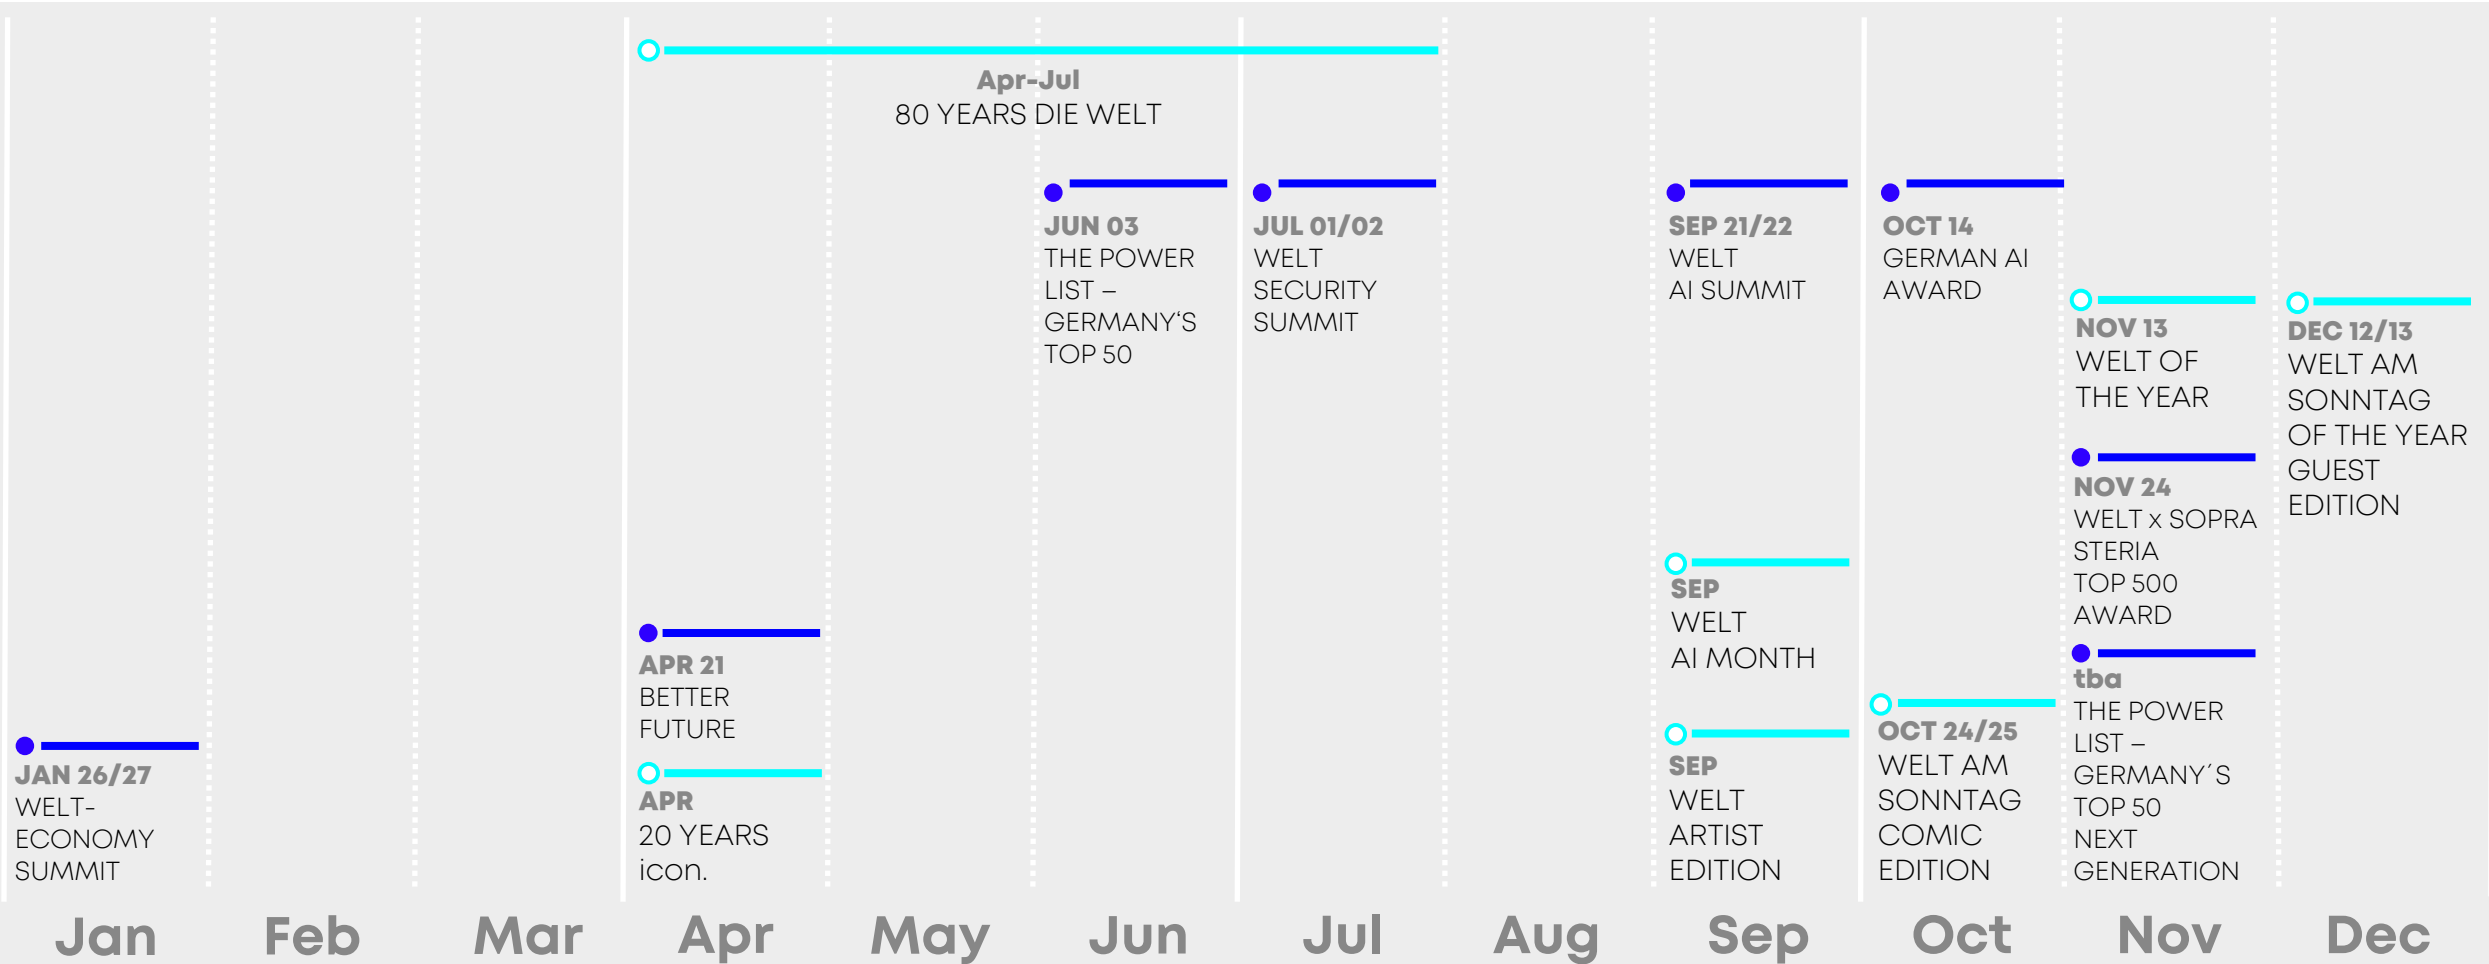 Apr-Jul
80 YEARS DIE WELT
JUN 03
THE POWER
LIST –
GERMANY‘S
TOP 50
JUL 01/02
WELT
SECURITY
SUMMIT
SEP 21/22
WELT
AI SUMMIT
OCT 14
GERMAN AI
AWARD
NOV 13
WELT OF
THE YEAR
DEC 12/13
WELT AM
SONNTAG
OF THE YEAR
GUEST
EDITION
NOV 24
WELT x SOPRA
STERIA
TOP 500
AWARD
SEP
WELT
AI MONTH
APR 21
BETTER
FUTURE
tba
THE POWER
LIST –
GERMANY´S
TOP 50
NEXT
GENERATION
JAN 26/27
WELT-
ECONOMY
SUMMIT
APR
20 YEARS
icon.
SEP
WELT
ARTIST
EDITION
OCT 24/25
WELT AM
SONNTAG
COMIC
EDITION
Jan
Feb
Mar
Apr
May
Jun
Jul
Aug
Sep
Oct
Nov
Dec